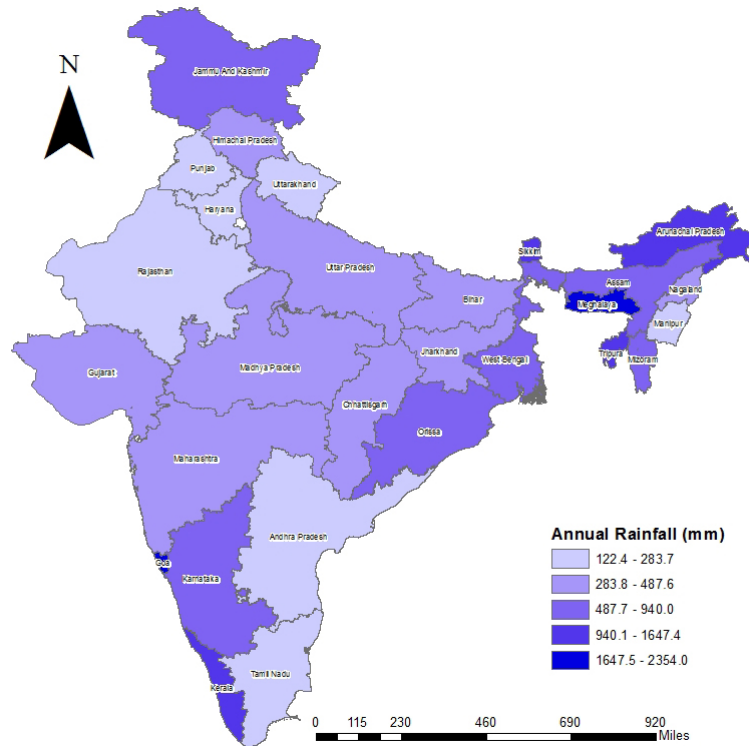 N
Jammu And Kashmir
Himachal Pradesh
Punjab
Uttarakhand
Haryana
Rajasthan
Uttar Pradesh
Bihar
Sikkim
Arunachal Pradesh
Assam
Nagaland
Meghalaya
Manipur
Tripura
Mizoram
Gujarat
Madhya Pradesh
Jharkhand
West Bengal
Chhattisgarh
Orissa
Maharashtra
Andhra Pradesh
Goa
Karnataka
Tamil Nadu
Kerala
Annual Rainfall (mm)
122.4 - 283.7
283.8 - 487.6
487.7 - 940.0
940.1 - 1647.4
1647.5 - 2354.0
0 115 230 460 690 920
Miles